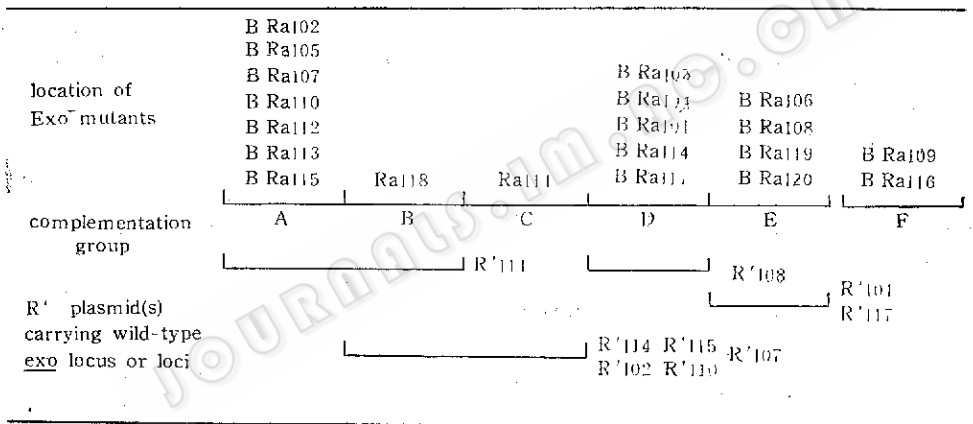 B Ra102
B Ra105
B Ra107
B Ra110
B Ra112
B Ra113
B Ra115
location of
Exo⁻ mutants
Ra118
Ra111
B Ra114
B Ra106
B Ra108
B Ra119
B Ra120
B Ra109
B Ra116
complementation
group
A B C D E F
R'111
R'108
R'101
R'117
R' plasmid(s)
carrying wild-type
exo locus or loci
R'114 R'115
R'102 R'110
R'107